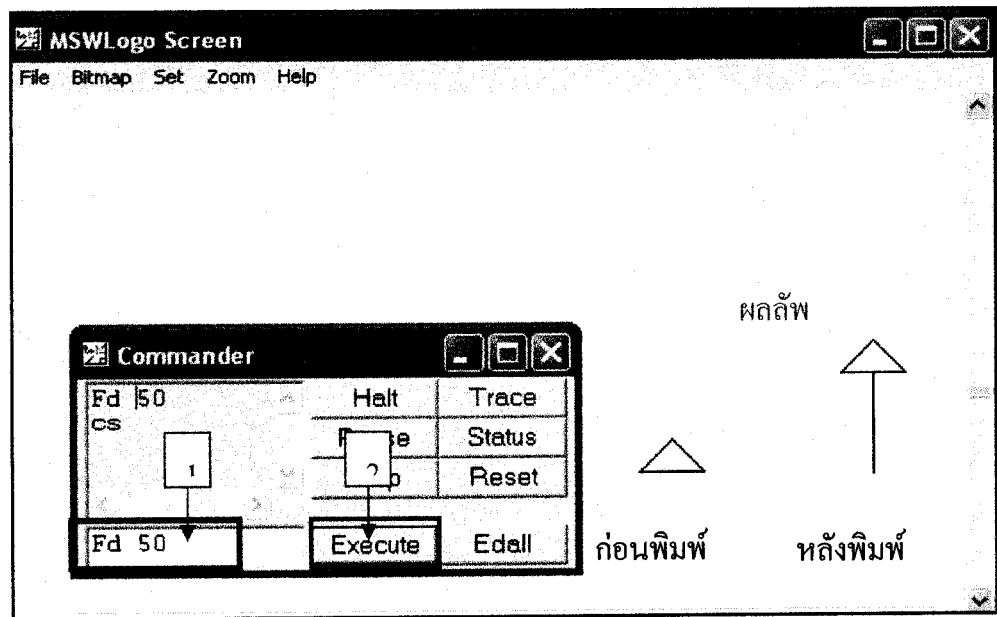 MSWLogo Screen
File Bitmap Set Zoom Help
ผลลัพ
Commander
Fd 50
cs
Halt Trace
Status
Reset
1
2
Fd 50
Execute Edall
ก่อนพิมพ์ หลังพิมพ์